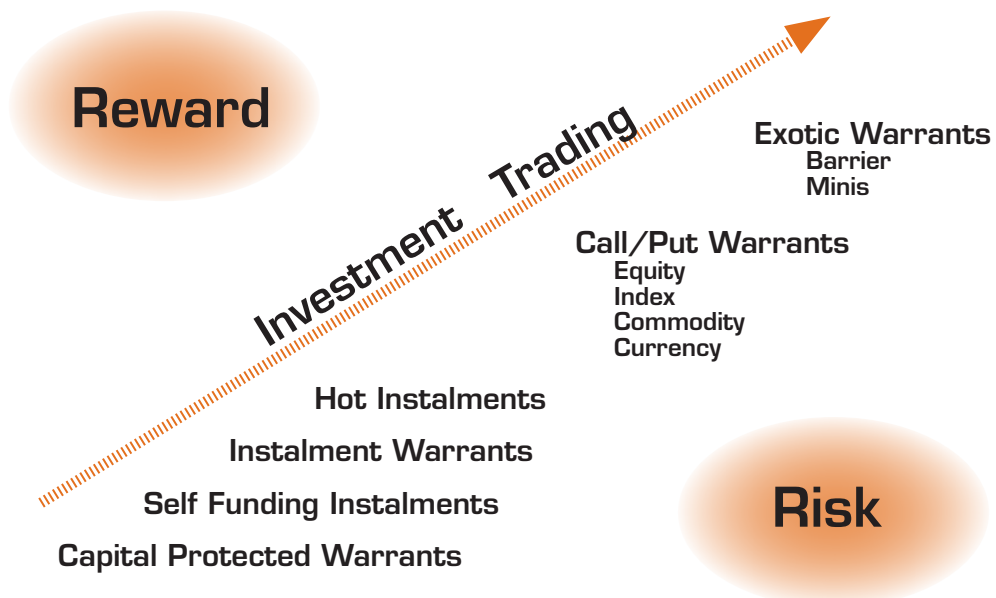 Reward
Investment Trading
Exotic Warrants
Barrier
Minis
Call/Put Warrants
Equity
Index
Commodity
Currency
Hot Instalments
Instalment Warrants
Self Funding Instalments
Capital Protected Warrants
Risk